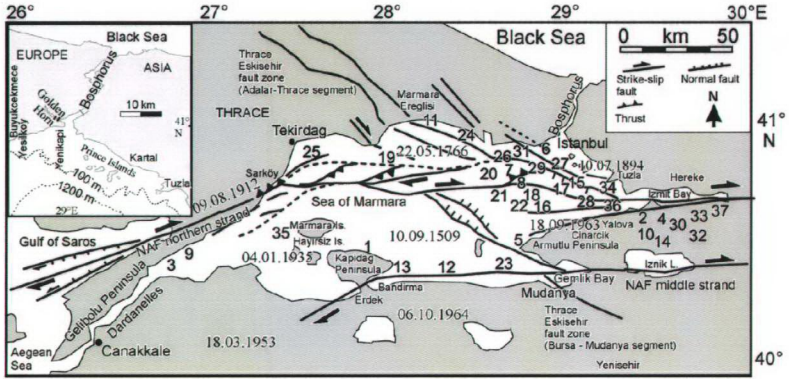 26° 27° 28° 29° 30°E
Black Sea
EUROPE
ASIA
Bosphorus
Golden
Horn
Buyukcekmece
Yesilköy
Yenikapi
10 km
41°
N
Prince islands
Kartal
Tuzla
100 m
1200 m
29°E
Thrace
Eskisehir
fault zone
(Adalar-Thrace segment)
THRACE
Black Sea
0 km 50
Strike-slip
fault
Normal fault
Thrust
N
Marmara
Ereglisi
Bosphorus
11
24
41°
N
Tekirdag
25
19
22.05.1766
26
31
6
Istanbul
27
29
7
10.07.1894
Tuzla
Hereke
Sarköy
09.08.1912
20
8
17
15
34
Izmit Bay
37
Sea of Marmara
21
18
22
16
28
36
18.09.1963
Yalova
2 4 30 33
10 14 32
Cinarcik
Armutlu Peninsula
Gulf of Saros
NAF northern strand
35
Marmara Is.
Hayirsiz Is.
10.09.1509
5
9
3
04.01.1935
1
Kapidag
Peninsula
13
12
23
Iznik L.
Gemlik Bay
NAF middle strand
Gelibolu Peninsula
Dardanelles
Erdek
Bandirma
Mudanya
06.10.1964
Thrace
Eskisehir
fault zone
(Bursa - Mudanya segment)
Aegean
Sea
Canakkale
18.03.1953
Yenisehir
40°